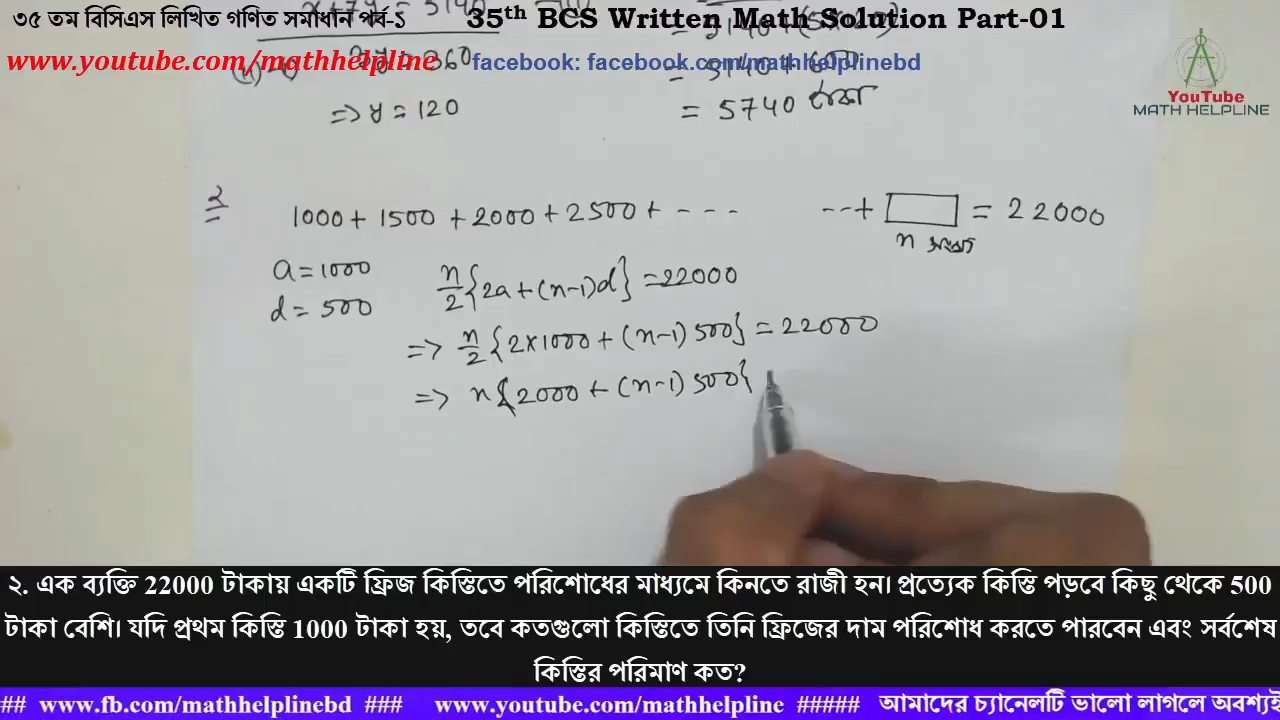 ৩৫ তম বিসিএস লিখিত গণিত সমাধান পর্ব-১ 35th BCS Written Math Solution Part-01
www.youtube.com/mathhelpline facebook: facebook.com/mathhelplinebd
YouTube
MATH HELPLINE
=> y = 120
= 5740 টাকা
২
1000 + 1500 + 2000 + 2500 + - - - - - + = 22000
n সংখ্যক
a = 1000
d = 500
n/2 {2a + (n-1)d} = 22000
=> n/2 {2×1000 + (n-1) 500} = 22000
=> n {2000 + (n-1) 500}
২. এক ব্যক্তি 22000 টাকায় একটি ফ্রিজ কিস্তিতে পরিশোধের মাধ্যমে কিনতে রাজী হন। প্রত্যেক কিস্তি পড়বে কিছু থেকে 500
টাকা বেশি। যদি প্রথম কিস্তি 1000 টাকা হয়, তবে কতগুলো কিস্তিতে তিনি ফ্রিজের দাম পরিশোধ করতে পারবেন এবং সর্বশেষ
কিস্তির পরিমাণ কত?
## www.fb.com/mathhelplinebd ### www.youtube.com/mathhelpline ##### আমাদের চ্যানেলটি ভালো লাগলে অবশ্যই